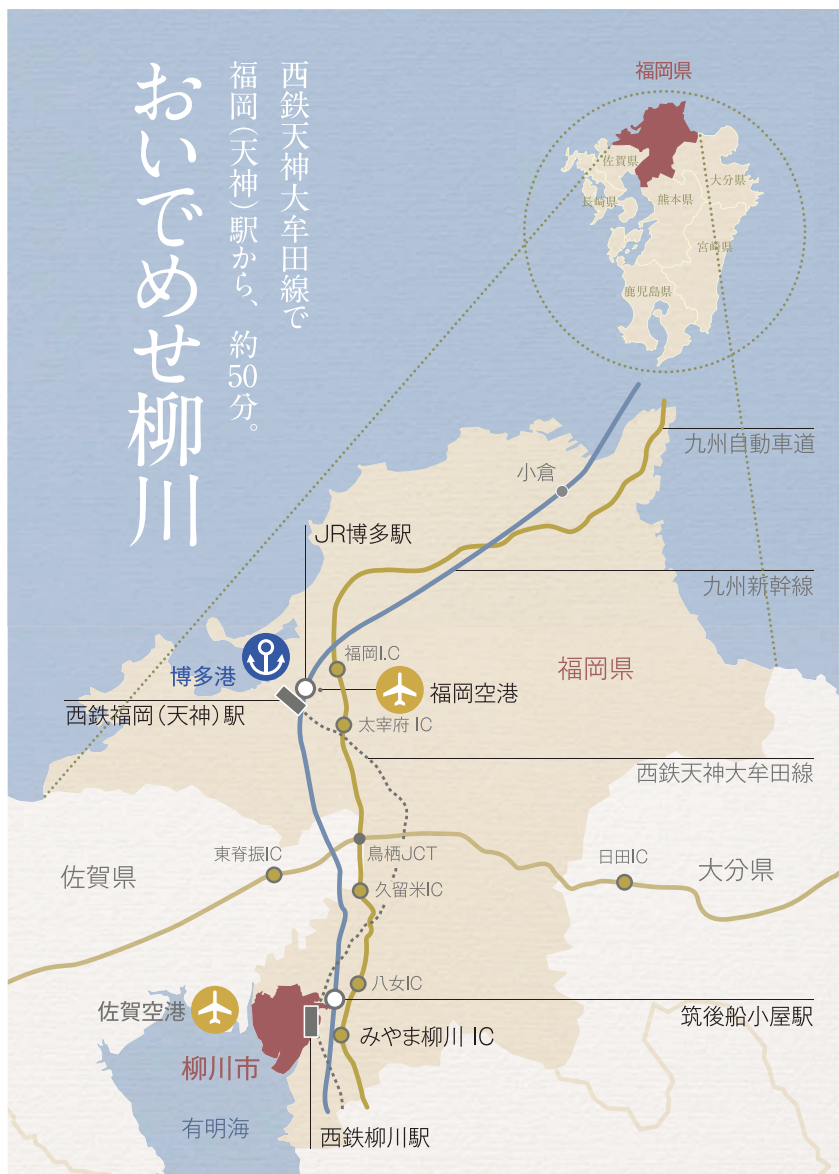 西鉄天神大牟田線で
福岡（天神）駅から、約50分。
おいでめせ柳川
福岡県
佐賀県
大分県
長崎県
熊本県
宮崎県
鹿児島県
九州自動車道
小倉
JR博多駅
九州新幹線
福岡I.C
福岡県
博多港
福岡空港
西鉄福岡（天神）駅
太宰府 IC
西鉄天神大牟田線
東脊振IC
鳥栖JCT
日田IC
佐賀県
大分県
久留米IC
八女IC
佐賀空港
筑後船小屋駅
みやま柳川 IC
柳川市
有明海
西鉄柳川駅